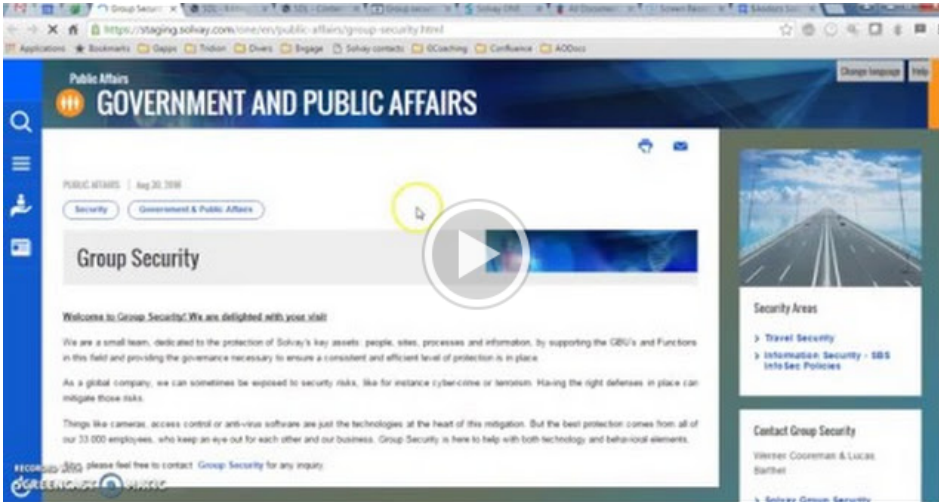 Group Securi
https://staging.solvay.com/one/en/public-affairs/group-security.html
Applications Bookmarks Gapps Tridion Divers Engage Solvay contacts 0Coaching Confluence AODocs
Public Affairs
GOVERNMENT AND PUBLIC AFFAIRS
Change language Help
PUBLIC AFFAIRS | Aug 30, 2016
Security Government & Public Affairs
Group Security
Welcome to Group Security! We are delighted with your visit
We are a small team, dedicated to the protection of Solvay's key assets: people, sites, processes and information, by supporting the GBU's and Functions
in this field and providing the governance necessary to ensure a consistent and efficient level of protection is in place.
As a global company, we can sometimes be exposed to security risks, like for instance cyber-crime or terrorism. Having the right defenses in place can
mitigate those risks.
Things like cameras, access control or anti-virus software are just the technologies at the heart of this mitigation. But the best protection comes from all of
our 33 000 employees, who keep an eye out for each other and our business. Group Security is here to help with both technology and behavioral elements.
Also, please feel free to contact Group Security for any inquiry.
Security Areas
Travel Security
Information Security - SBS
InfoSec Policies
Contact Group Security
Werner Cooreman & Lucas
Barthel
Solvay Group Security
RECORDED WITH
SCREENCAST-O-MATIC